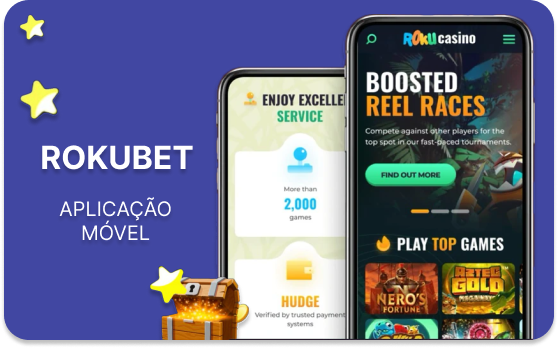 ROKUBET
APLICAÇÃO
MÓVEL
ENJOY EXCELLE
SERVICE
More than
2,000
games
HUDGE
Verified by trusted payment
systems
Roku casino
BOOSTED
REEL RACES
Compete against other players for the
top spot in our fast-paced tournaments.
FIND OUT MORE
PLAY TOP GAMES
NERO'S
FORTUNE
AZTEC
GOLD
MEGAWAYS